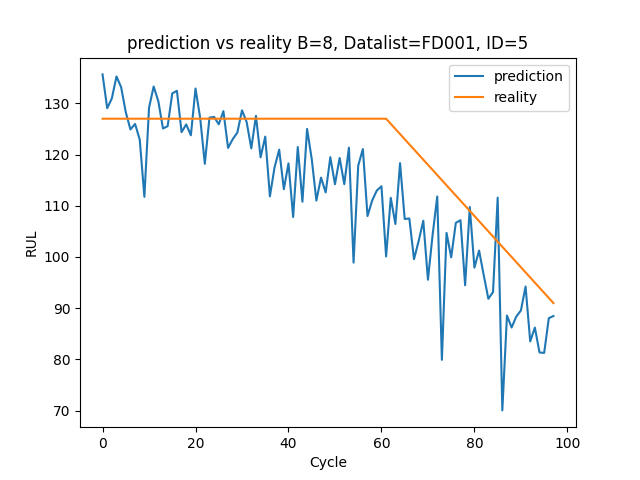 prediction vs reality B=8, Datalist=FD001, ID=5
prediction
reality
130
120
110
100
90
80
70
RUL
0 20 40 60 80 100
Cycle